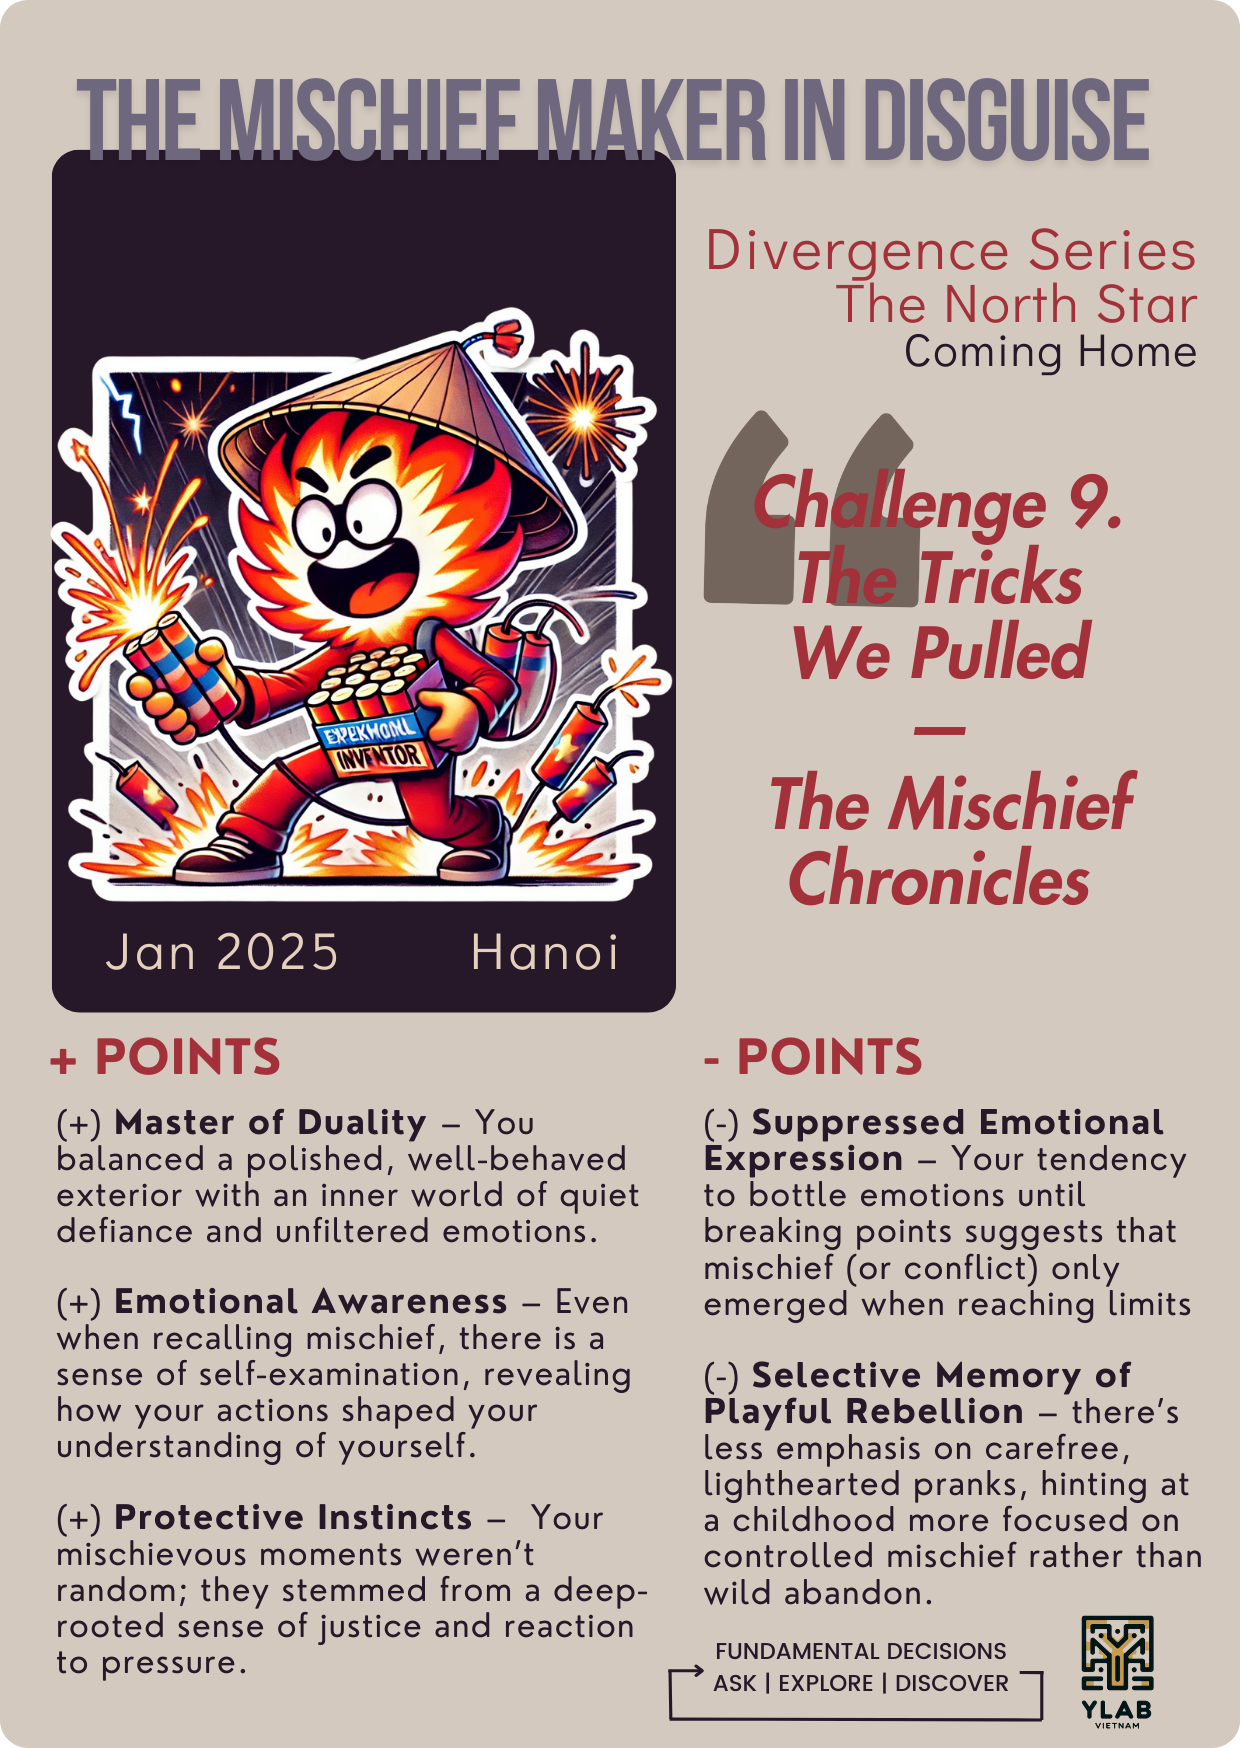 THE MISCHIEF MAKER IN DISGUISE
Divergence Series
The North Star
Coming Home
Challenge 9.
The Tricks
We Pulled
—
The Mischief
Chronicles
INVENTOR
Jan 2025
Hanoi
+ POINTS
(+) Master of Duality – You
balanced a polished, well-behaved
exterior with an inner world of quiet
defiance and unfiltered emotions.
(+) Emotional Awareness – Even
when recalling mischief, there is a
sense of self-examination, revealing
how your actions shaped your
understanding of yourself.
(+) Protective Instincts – Your
mischievous moments weren't
random; they stemmed from a deep-
rooted sense of justice and reaction
to pressure.
- POINTS
(-) Suppressed Emotional
Expression – Your tendency
to bottle emotions until
breaking points suggests that
mischief (or conflict) only
emerged when reaching limits
(-) Selective Memory of
Playful Rebellion – there's
less emphasis on carefree,
lighthearted pranks, hinting at
a childhood more focused on
controlled mischief rather than
wild abandon.
FUNDAMENTAL DECISIONS
ASK | EXPLORE | DISCOVER
YLAB
VIETNAM